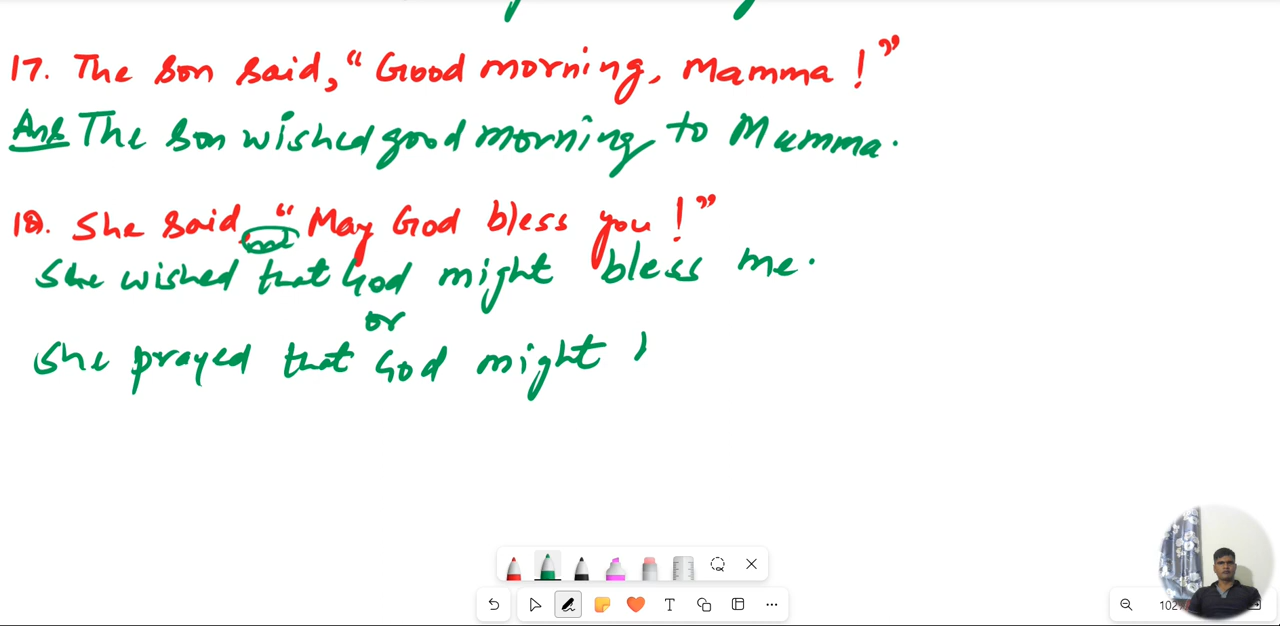 17. The son said, “Good morning, Mamma!”
Ans The son wished good morning to Mumma.
18. She said, “May God bless you!”
She wished that God might bless me.
or
She prayed that God might
T
102